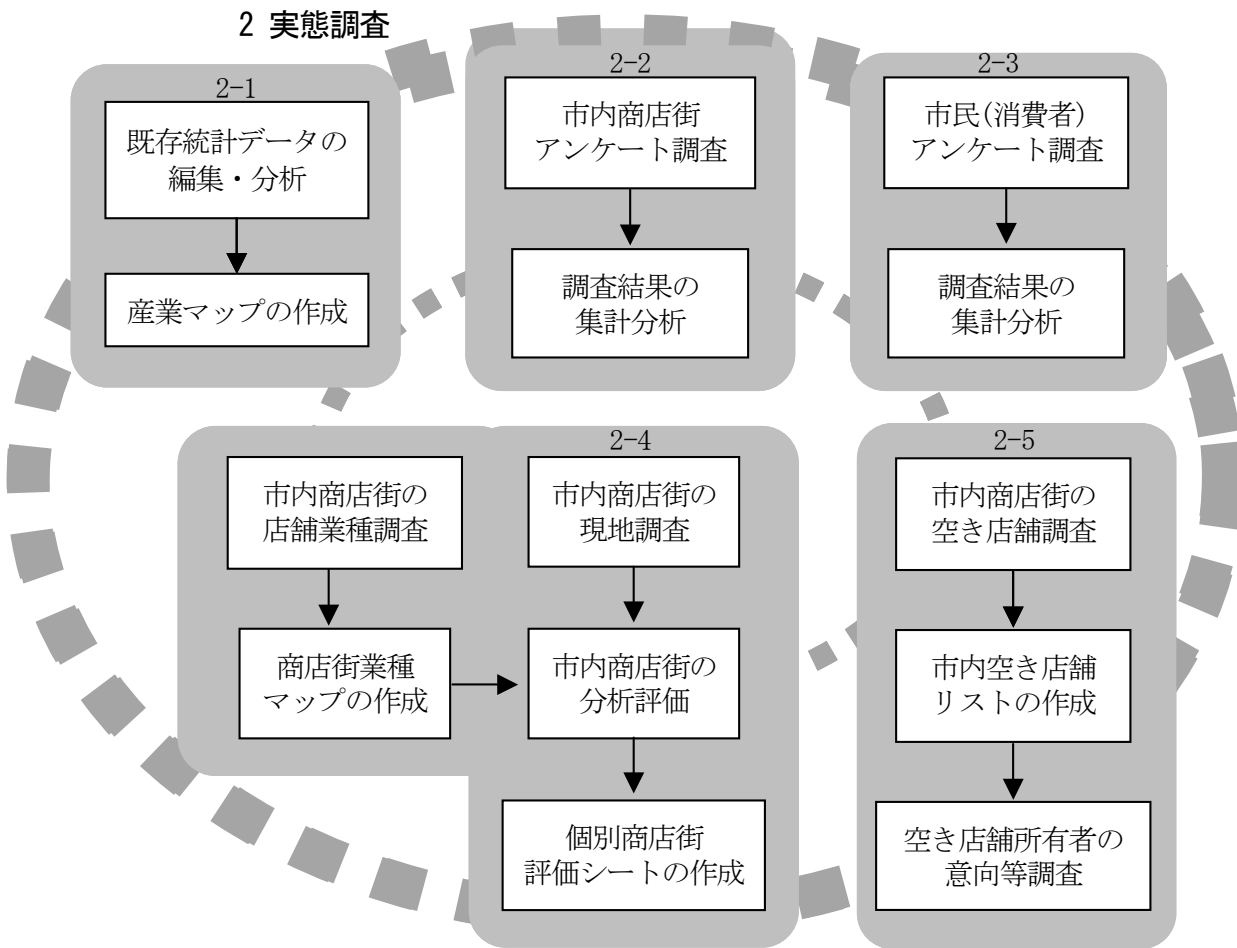 2 実態調査
2-1
既存統計データの
編集・分析
産業マップの作成
2-2
市内商店街
アンケート調査
調査結果の
集計分析
2-3
市民(消費者)
アンケート調査
調査結果の
集計分析
2-4
市内商店街の
店舗業種調査
商店街業種
マップの作成
市内商店街の
現地調査
市内商店街の
分析評価
個別商店街
評価シートの作成
2-5
市内商店街の
空き店舗調査
市内空き店舗
リストの作成
空き店舗所有者の
意向等調査